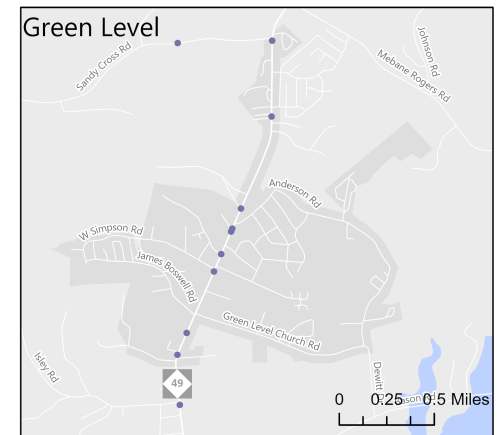 Green Level
Sandy Cross Rd
Johnson Rd
Mebane Rogers Rd
Anderson Rd
W Simpson Rd
James Boswell Rd
Green Level Church Rd
Isley Rd
49
Dewitt
0 0.25 0.5 Miles
Rd